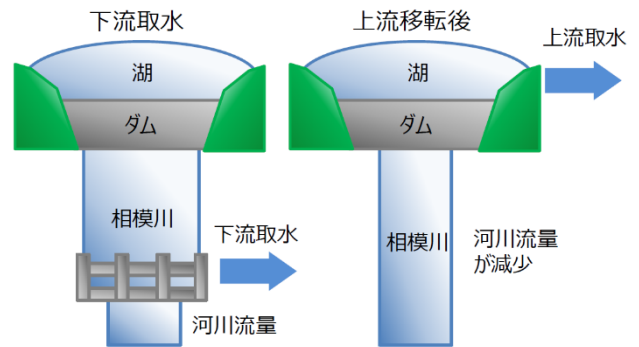 下流取水
湖
ダム
相模川
下流取水
河川流量
上流移転後
上流取水
湖
ダム
相模川
河川流量
が減少